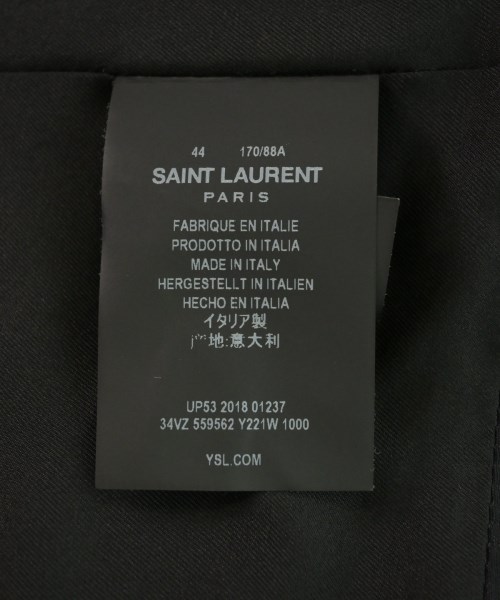 44 170/88A
SAINT LAURENT
PARIS
FABRIQUE EN ITALIE
PRODOTTO IN ITALIA
MADE IN ITALY
HERGESTELLT IN ITALIEN
HECHO EN ITALIA
イタリア製
地:意大利
UP53 2018 01237
34VZ 559562 Y221W 1000
YSL.COM